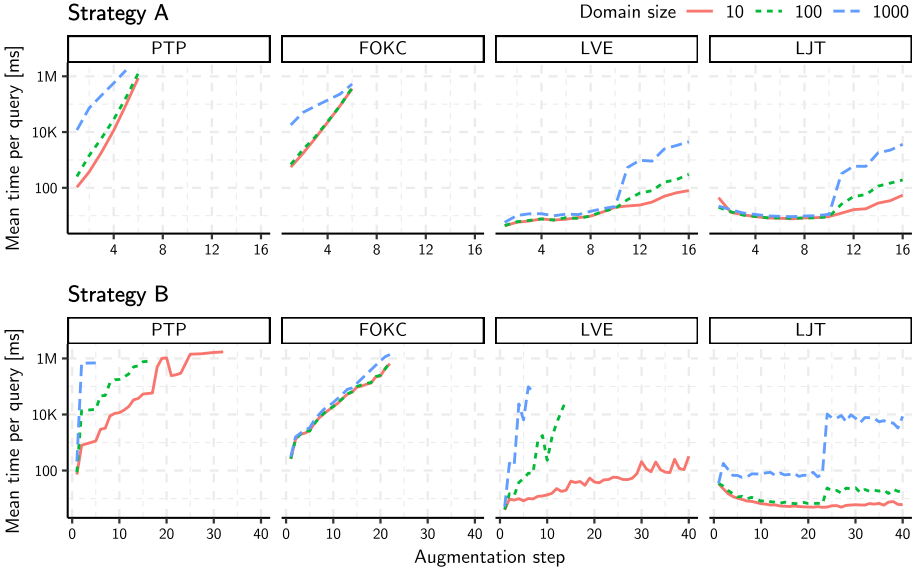 Strategy A
Domain size 10 100 1000
PTP FOKC LVE LJT
Mean time per query [ms]
1M
10K
100
4 8 12 16 4 8 12 16 4 8 12 16 4 8 12 16
Strategy B
PTP FOKC LVE LJT
Mean time per query [ms]
1M
10K
100
0 10 20 30 40 0 10 20 30 40 0 10 20 30 40 0 10 20 30 40
Augmentation step